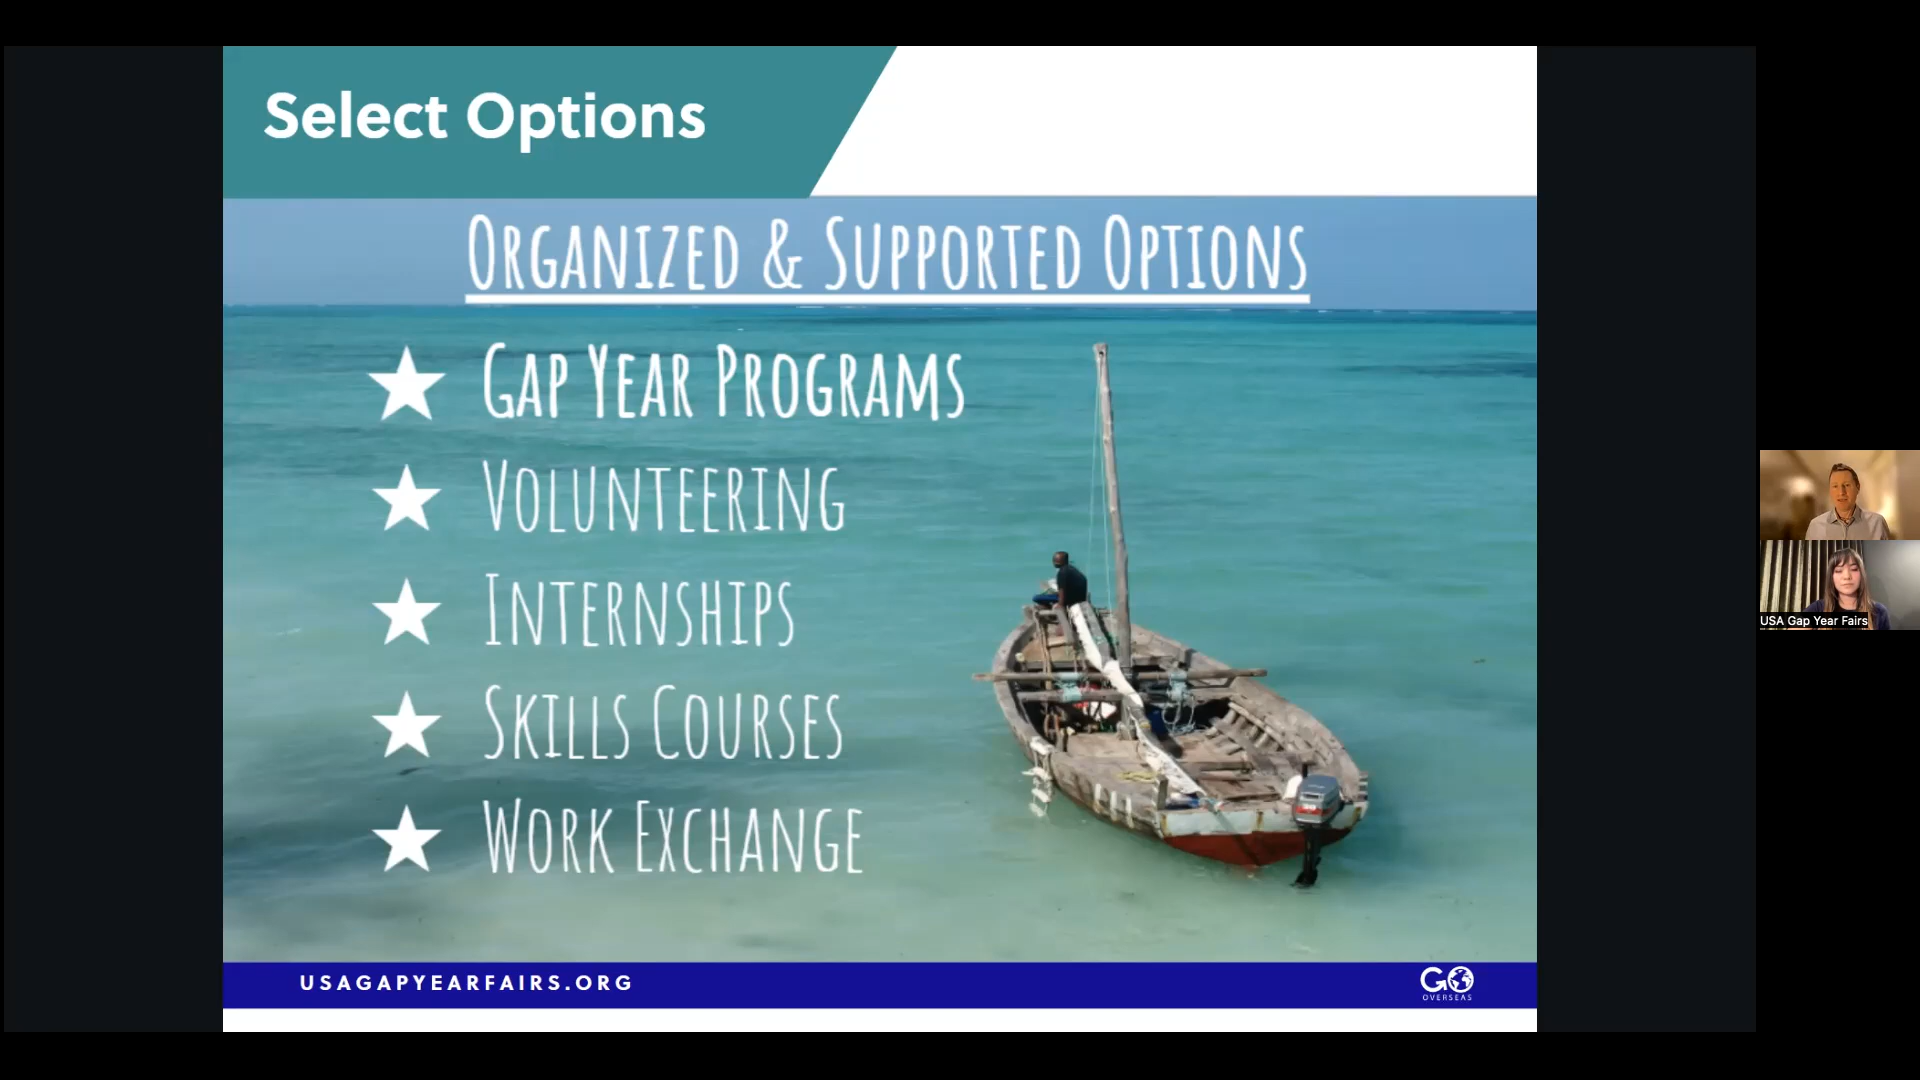 Select Options
ORGANIZED & SUPPORTED OPTIONS
GAP YEAR PROGRAMS
VOLUNTEERING
INTERNSHIPS
SKILLS COURSES
WORK EXCHANGE
USAGAPYEARFAIRS.ORG
GO
OVERSEAS
USA Gap Year Fairs